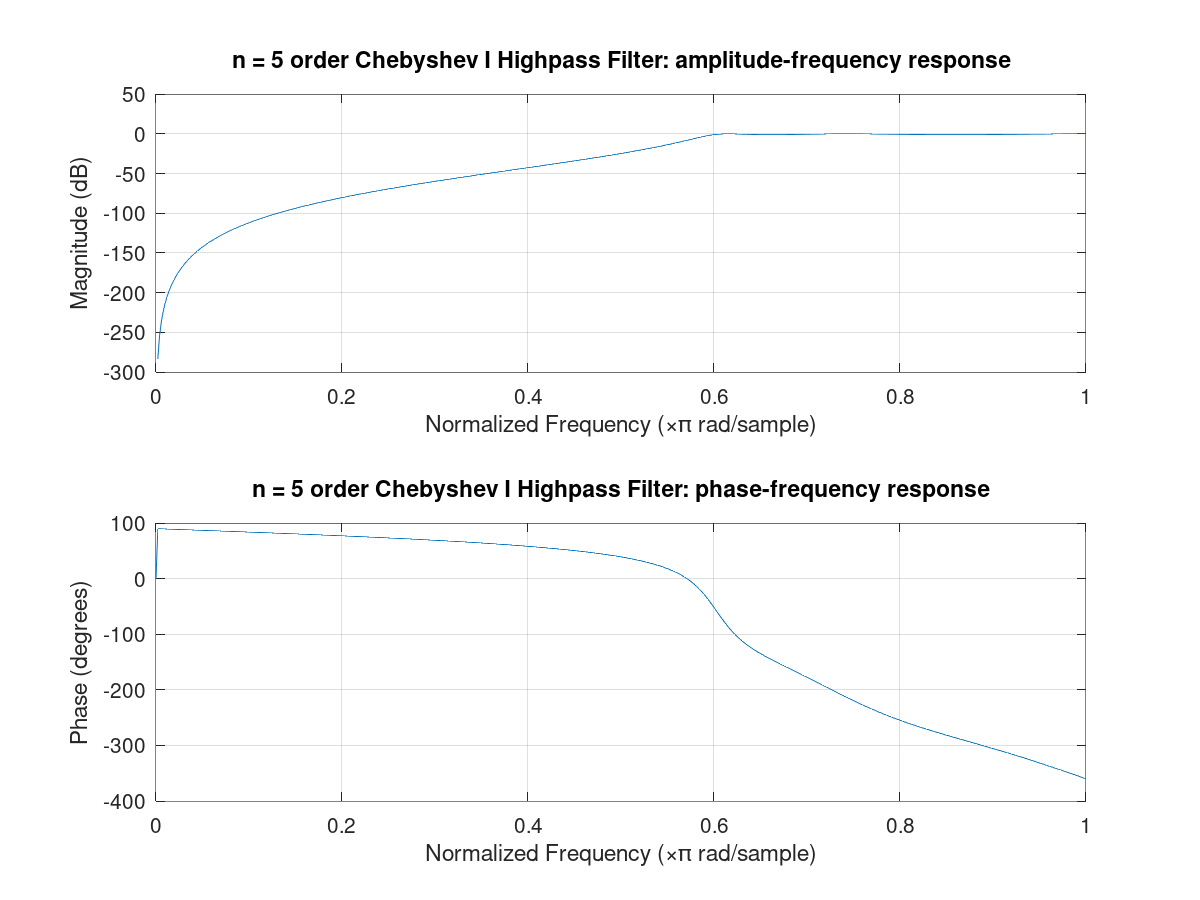 n = 5 order Chebyshev I Highpass Filter: amplitude-frequency response
50
0
-50
-100
-150
-200
-250
-300
Magnitude (dB)
0 0.2 0.4 0.6 0.8 1
Normalized Frequency (×π rad/sample)
n = 5 order Chebyshev I Highpass Filter: phase-frequency response
100
0
-100
-200
-300
-400
Phase (degrees)
0 0.2 0.4 0.6 0.8 1
Normalized Frequency (×π rad/sample)